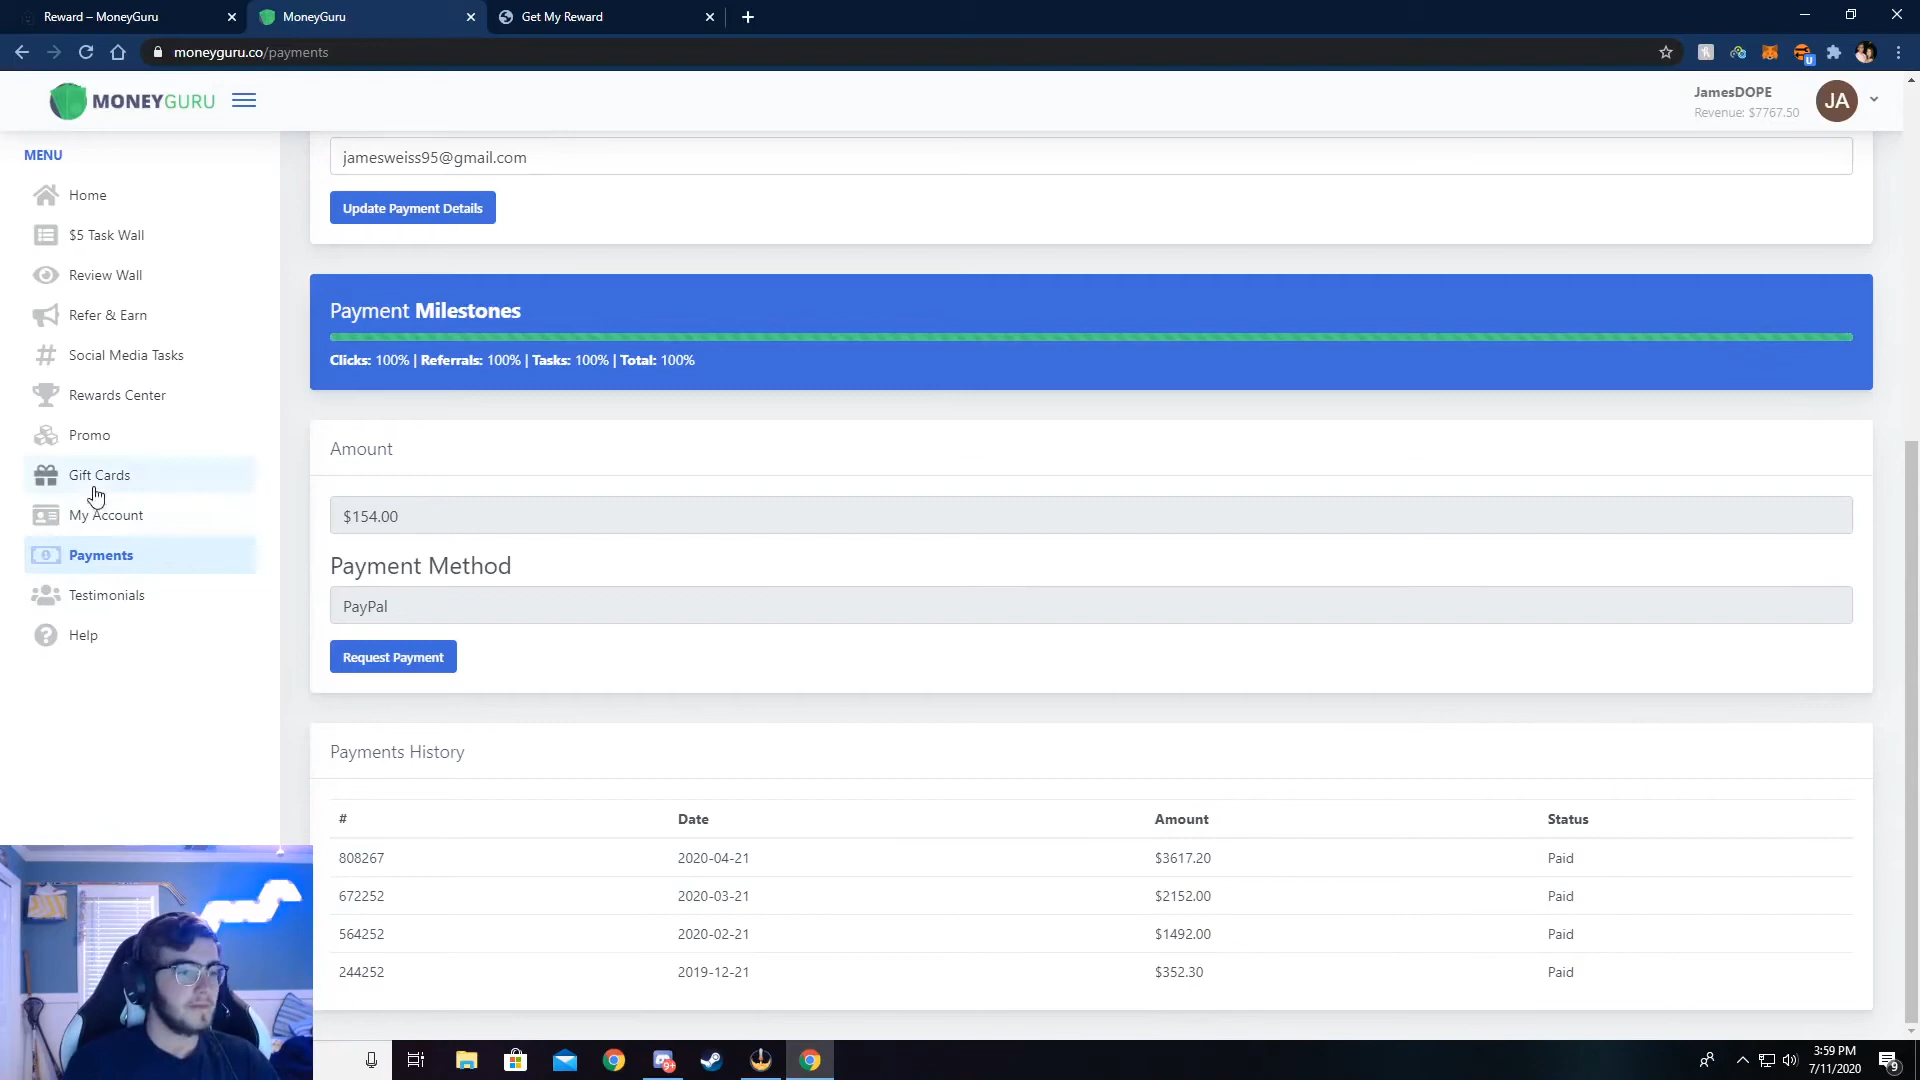 Reward – MoneyGuru
MoneyGuru
Get My Reward
moneyguru.co/payments
MONEYGURU
JamesDOPE
Revenue: $7767.50
JA
MENU
Home
$5 Task Wall
Review Wall
Refer & Earn
Social Media Tasks
Rewards Center
Promo
Gift Cards
My Account
Payments
Testimonials
Help
jamesweiss95@gmail.com
Update Payment Details
Payment Milestones
Clicks: 100% | Referrals: 100% | Tasks: 100% | Total: 100%
Amount
$154.00
Payment Method
PayPal
Request Payment
Payments History
# Date Amount Status
808267 2020-04-21 $3617.20 Paid
672252 2020-03-21 $2152.00 Paid
564252 2020-02-21 $1492.00 Paid
244252 2019-12-21 $352.30 Paid
9+
3:59 PM
7/11/2020
9